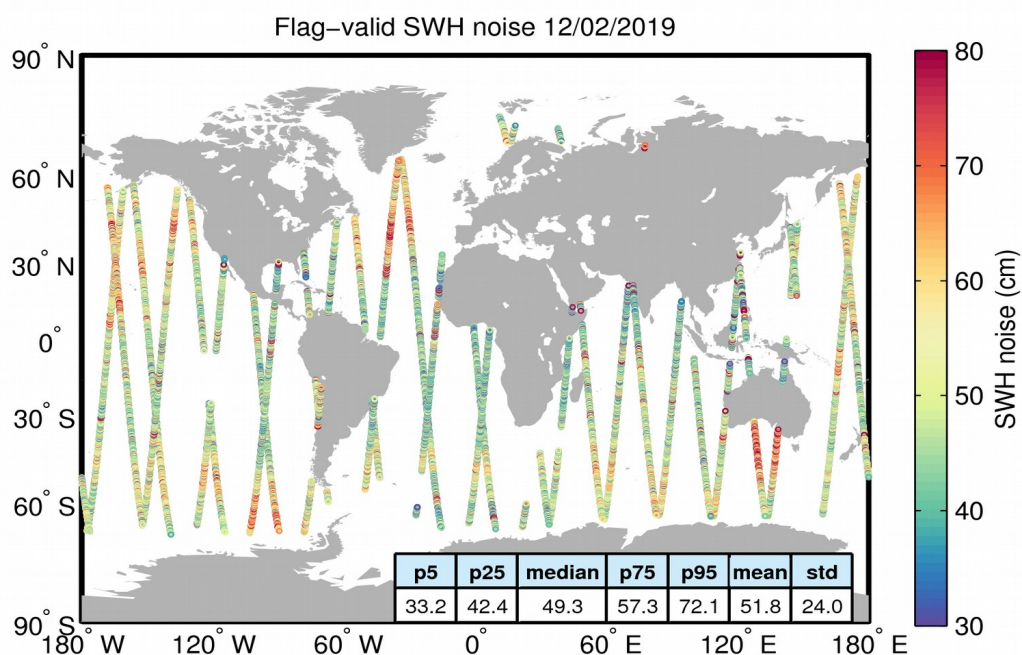 Flag−valid SWH noise 12/02/2019
90° N
60° N
30° N
0°
30° S
60° S
90° S
180° W
120° W
60° W
0°
60° E
120° E
180° E
p5 p25 median p75 p95 mean std
33.2 42.4 49.3 57.3 72.1 51.8 24.0
80
70
60
50
40
30
SWH noise (cm)